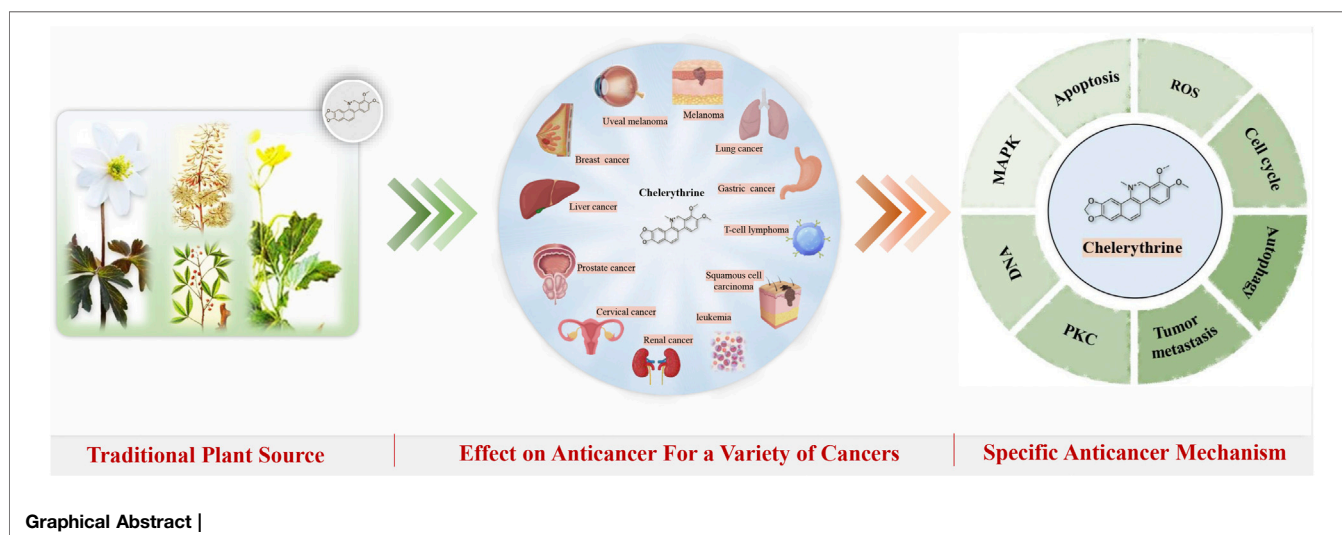 Uveal melanoma
Melanoma
Lung cancer
Breast cancer
Gastric cancer
Chelerythrine
Liver cancer
T-cell lymphoma
Prostate cancer
Squamous cell
carcinoma
Cervical cancer
leukemia
Renal cancer
Apoptosis
ROS
MAPK
Cell cycle
Chelerythrine
DNA
Autophagy
PKC
Tumor
metastasis
Traditional Plant Source
Effect on Anticancer For a Variety of Cancers
Specific Anticancer Mechanism
Graphical Abstract |